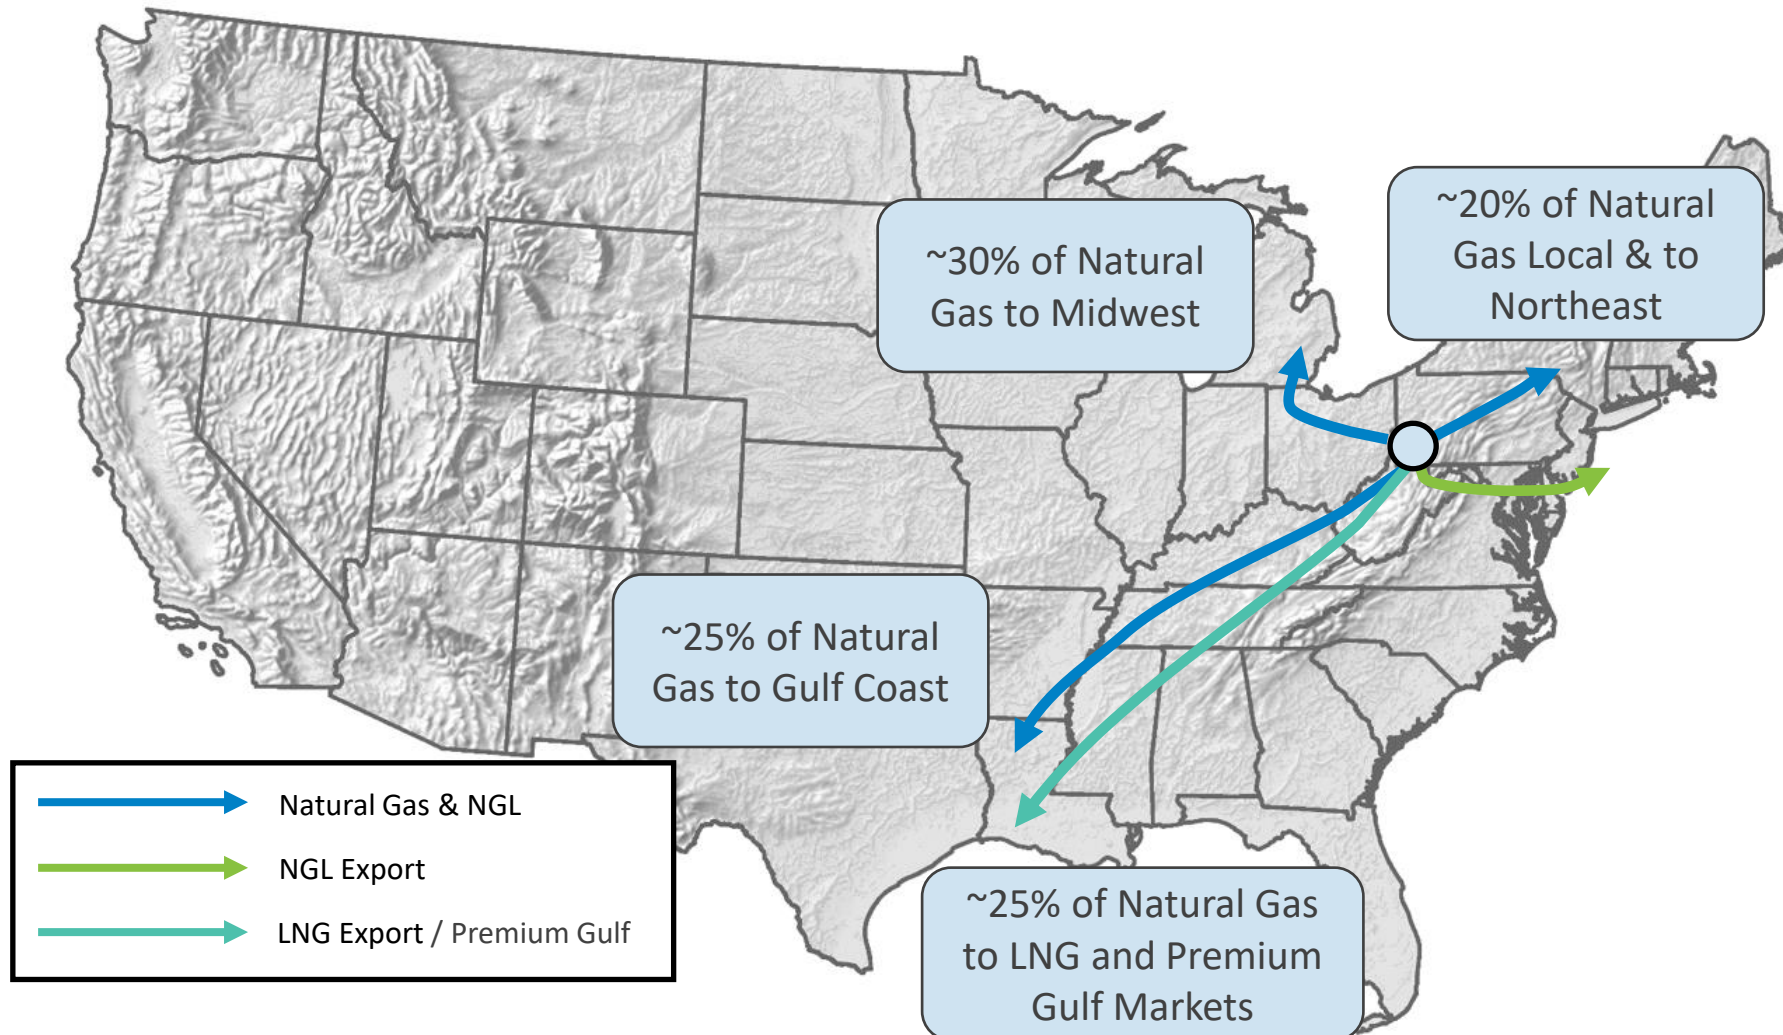 ~20% of Natural
Gas Local & to
Northeast
~30% of Natural
Gas to Midwest
~25% of Natural
Gas to Gulf Coast
Natural Gas & NGL
NGL Export
LNG Export / Premium Gulf
~25% of Natural Gas
to LNG and Premium
Gulf Markets